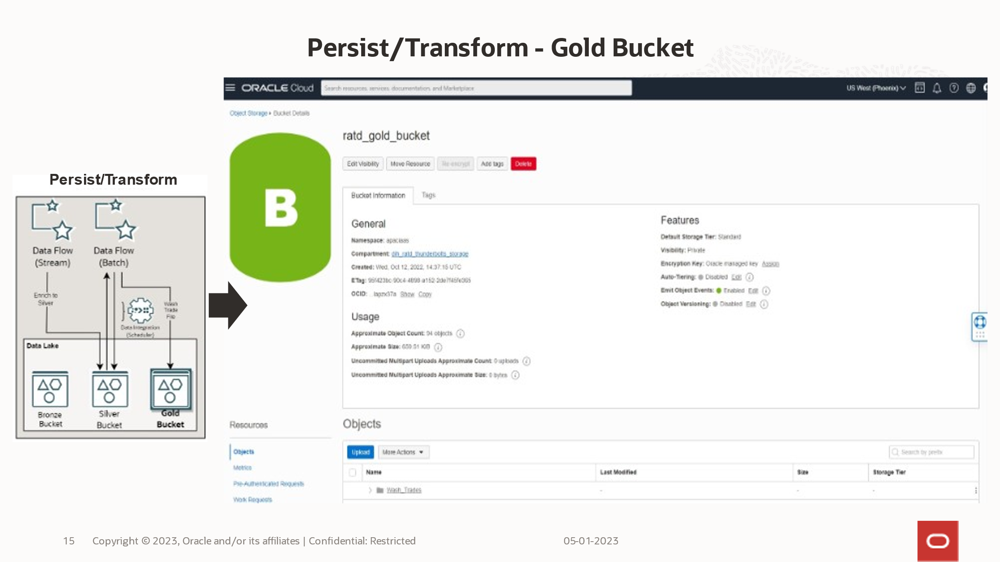 Persist/Transform - Gold Bucket
Persist/Transform
Data Flow
(Stream)
Data Flow
(Batch)
Enrich to
Silver
Wash
Trade
File
Data Integration
(Scheduler)
Data Lake
Bronze
Bucket
Silver
Bucket
Gold
Bucket
ORACLE Cloud
Search resources, services, documentation, and Marketplace
US West (Phoenix)
Object Storage Bucket Details
B
ratd_gold_bucket
Edit Visibility Move Resource Re-encrypt Add tags Delete
Bucket Information Tags
General
Namespace: apaciaas
Compartment:
Created: Wed, Oct 12, 2022, 14:37:15 UTC
ETag:
OCID: Show Copy
Usage
Approximate Object Count: 94 objects
Approximate Size: KiB
Uncommitted Multipart Uploads Approximate Count: 0 uploads
Uncommitted Multipart Uploads Approximate Size: 0 bytes
Features
Default Storage Tier: Standard
Visibility: Private
Encryption Key: Oracle managed key Assign
Auto-Tiering: Disabled Edit
Emit Object Events: Enabled Edit
Object Versioning: Disabled Edit
Resources
Objects
Metrics
Pre-Authenticated Requests
Work Requests
Objects
Upload More Actions
Search by prefix
Name Last Modified Size Storage Tier
Wash_Trades - - -
15 Copyright © 2023, Oracle and/or its affiliates | Confidential: Restricted 05-01-2023